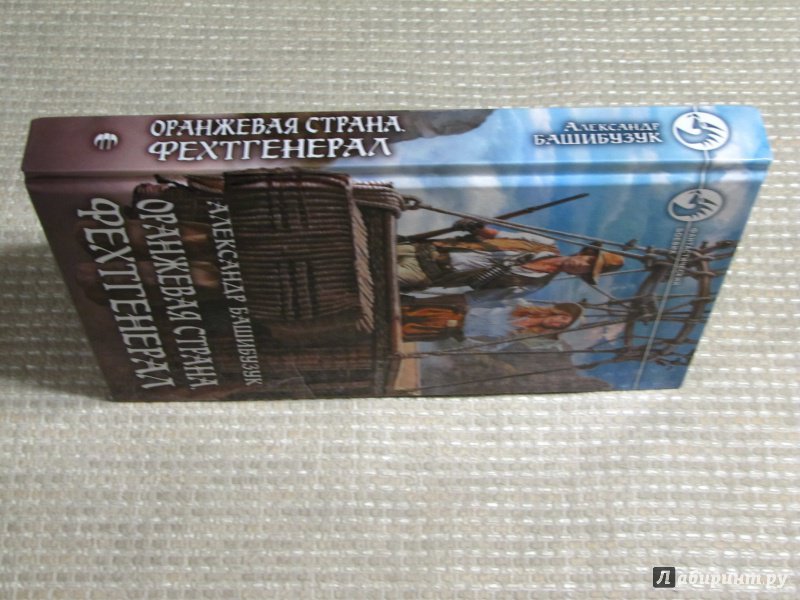 ОРАНЖЕВАЯ СТРАНА.
ФЕХТГЕНЕРАЛ
АЛЕКСАНДР
БАШИБУЗУК
АЛЕКСАНДР БАШИБУЗУК
ОРАНЖЕВАЯ СТРАНА
ФЕХТГЕНЕРАЛ
Лабиринт.ру